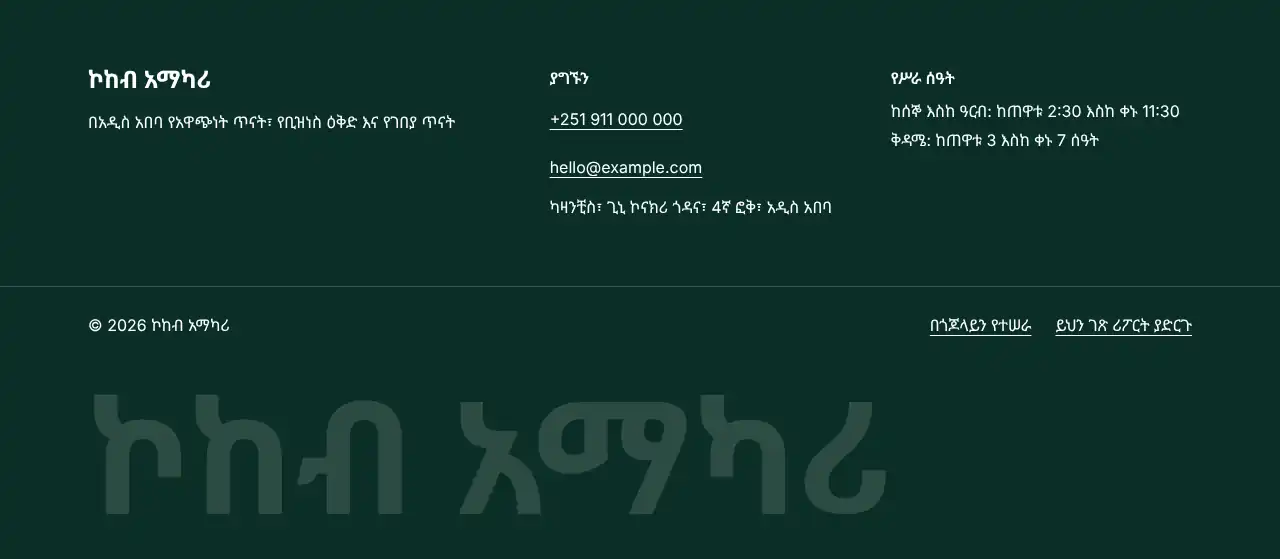 ኮከብ አማካሪ
በአዲስ አበባ የአዋጭነት ጥናት፣ የቢዝነስ ዕቅድ እና የገበያ ጥናት
ያግኙን
+251 911 000 000
hello@example.com
ካዛንቺስ፣ ጊኒ ኮናክሪ ጎዳና፣ 4ኛ ፎቅ፣ አዲስ አበባ
የሥራ ሰዓት
ከሰኞ እስከ ዓርብ: ከጠዋቱ 2:30 እስከ ቀኑ 11:30
ቅዳሜ: ከጠዋቱ 3 እስከ ቀኑ 7 ሰዓት
© 2026 ኮከብ አማካሪ
በጎጆላይን የተሠራ
ይህን ገጽ ሪፖርት ያድርጉ
ኮከብ አማካሪ